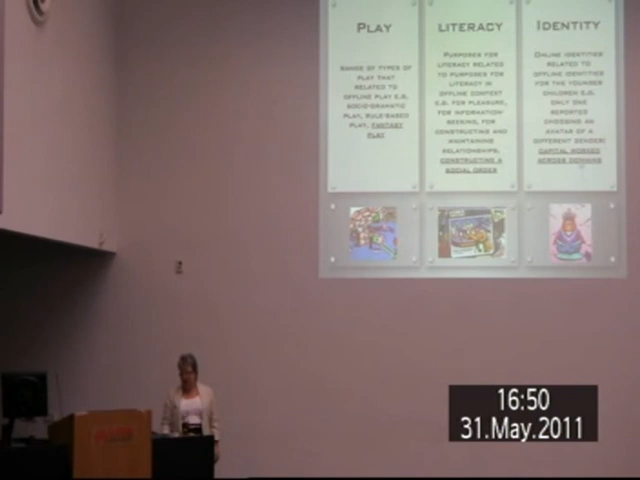 PLAY
RANGE OF TYPES OF
PLAY THAT
RELATED TO
OFFLINE PLAY E.G.
SOCIO-DRAMATIC
PLAY, RULE-BASED
PLAY, FANTASY
PLAY
LITERACY
PURPOSES FOR
LITERACY RELATED
TO PURPOSES FOR
LITERACY IN
OFFLINE CONTEXT
E.G. FOR PLEASURE,
FOR INFORMATION-
SEEKING, FOR
CONSTRUCTING AND
MAINTAINING
RELATIONSHIPS,
CONSTRUCTING A
SOCIAL ORDER
IDENTITY
ONLINE IDENTITIES
RELATED TO
OFFLINE IDENTITIES
FOR THE YOUNGER
CHILDREN E.G.
ONLY ONE
REPORTED
CHOOSING AN
AVATAR OF A
DIFFERENT GENDER;
CAPITAL WORKED
ACROSS DOMAINS
16:50
31.May.2011